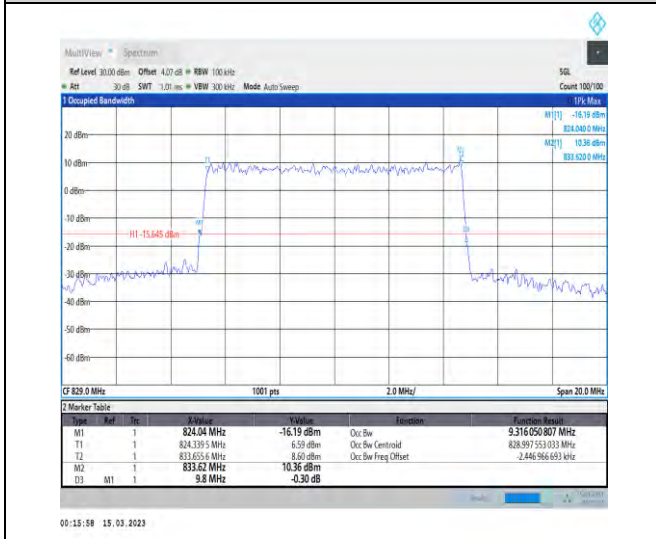 MultiView Spectrum
Ref Level 30.00 dBm Offset 4.07 dB RBW 100 kHz SGL
Att 30 dB SWT 1.01 ms VBW 300 kHz Mode Auto Sweep Count 100/100
1 Occupied Bandwidth 1Pk Max
M1[1] -16.19 dBm
824.040 0 MHz
M2[1] 10.36 dBm
833.620 0 MHz
20 dBm
10 dBm
0 dBm
-10 dBm
H1 -15.645 dBm
-20 dBm
-30 dBm
-40 dBm
-50 dBm
-60 dBm
CF 829.0 MHz 1001 pts 2.0 MHz/ Span 20.0 MHz
2 Marker Table
Type Ref Trc X-Value Y-Value Function Function Result
M1 1 824.04 MHz -16.19 dBm Occ Bw 9.316 050 807 MHz
T1 1 824.339 5 MHz 6.59 dBm Occ Bw Centroid 828.997 553 033 MHz
T2 1 833.655 6 MHz 8.60 dBm Occ Bw Freq Offset -2.446 966 693 kHz
M2 1 833.62 MHz 10.36 dBm
D3 M1 1 9.8 MHz -0.30 dB
00:15:58 15.03.2023